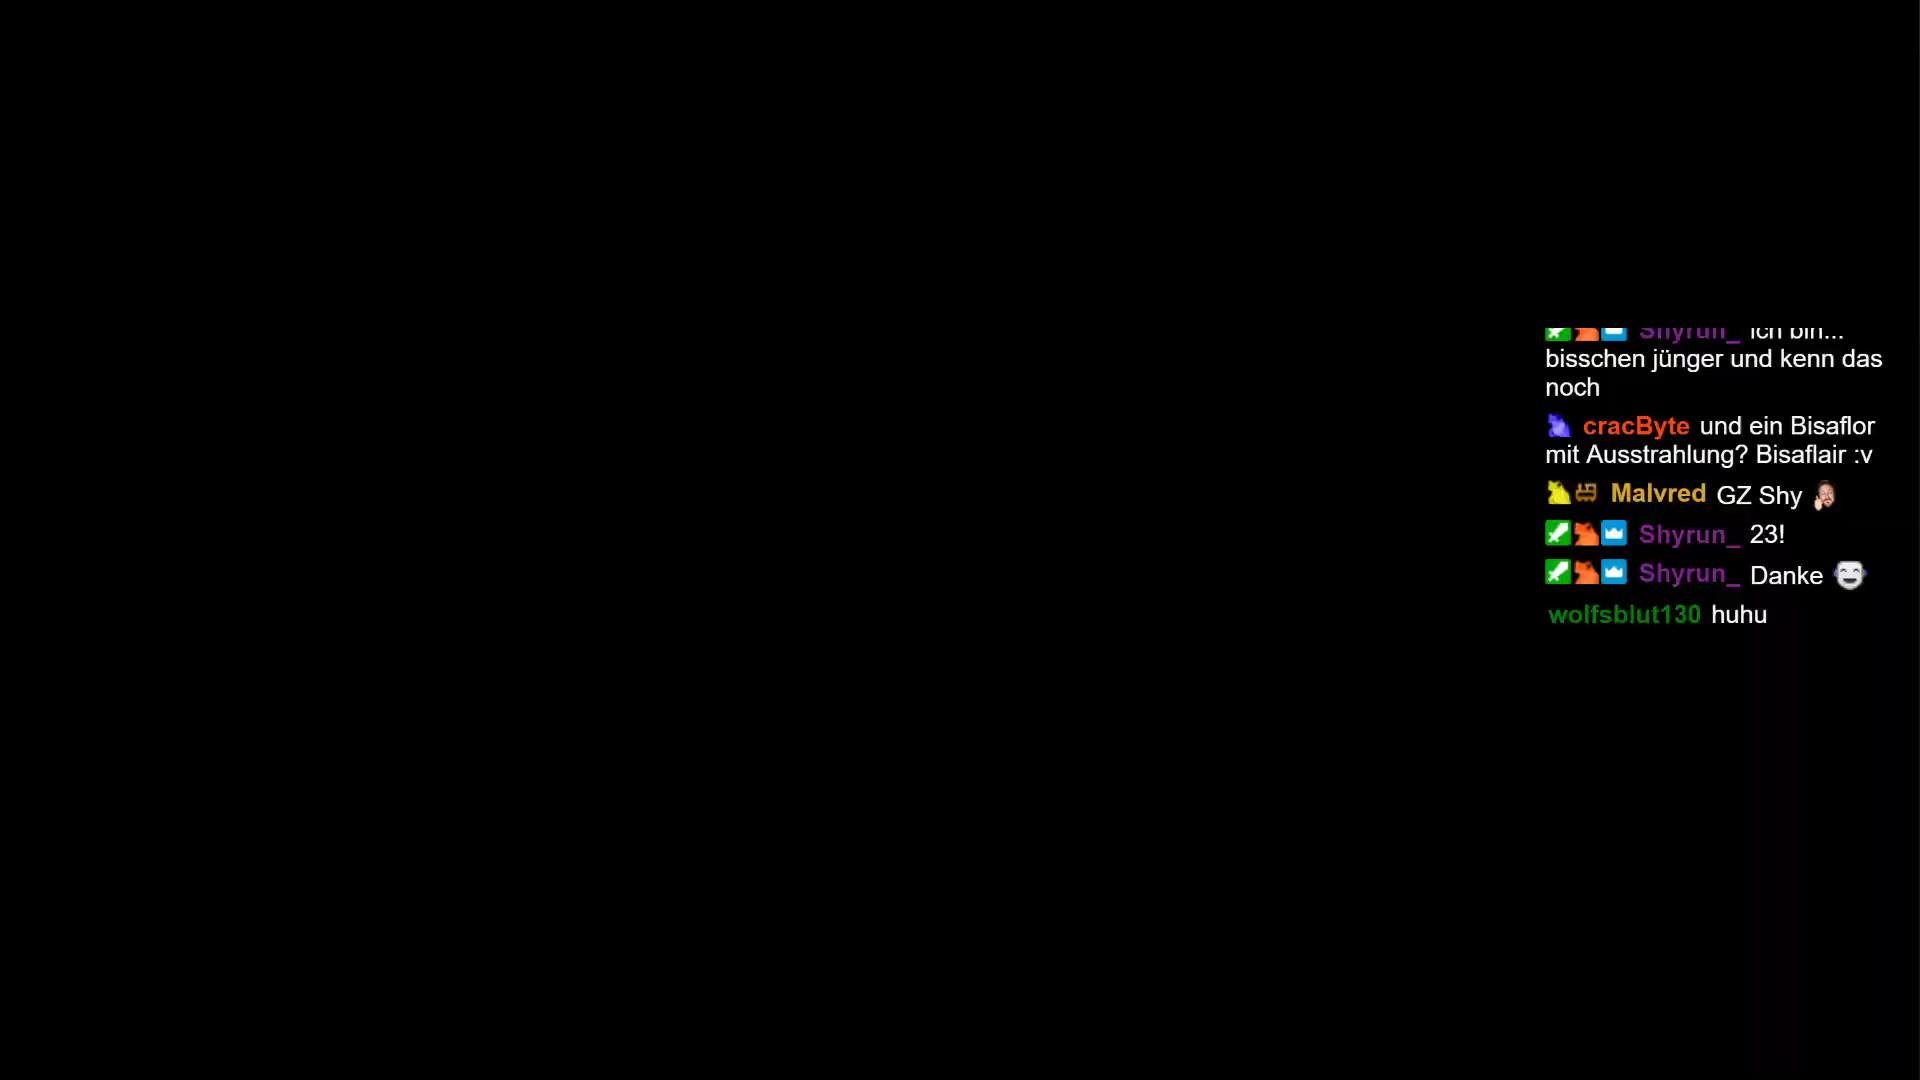 Shyrun_ ich bin...
bisschen jünger und kenn das
noch
cracByte und ein Bisaflor
mit Ausstrahlung? Bisaflair :v
Malvred GZ Shy
Shyrun_ 23!
Shyrun_ Danke
wolfsblut130 huhu